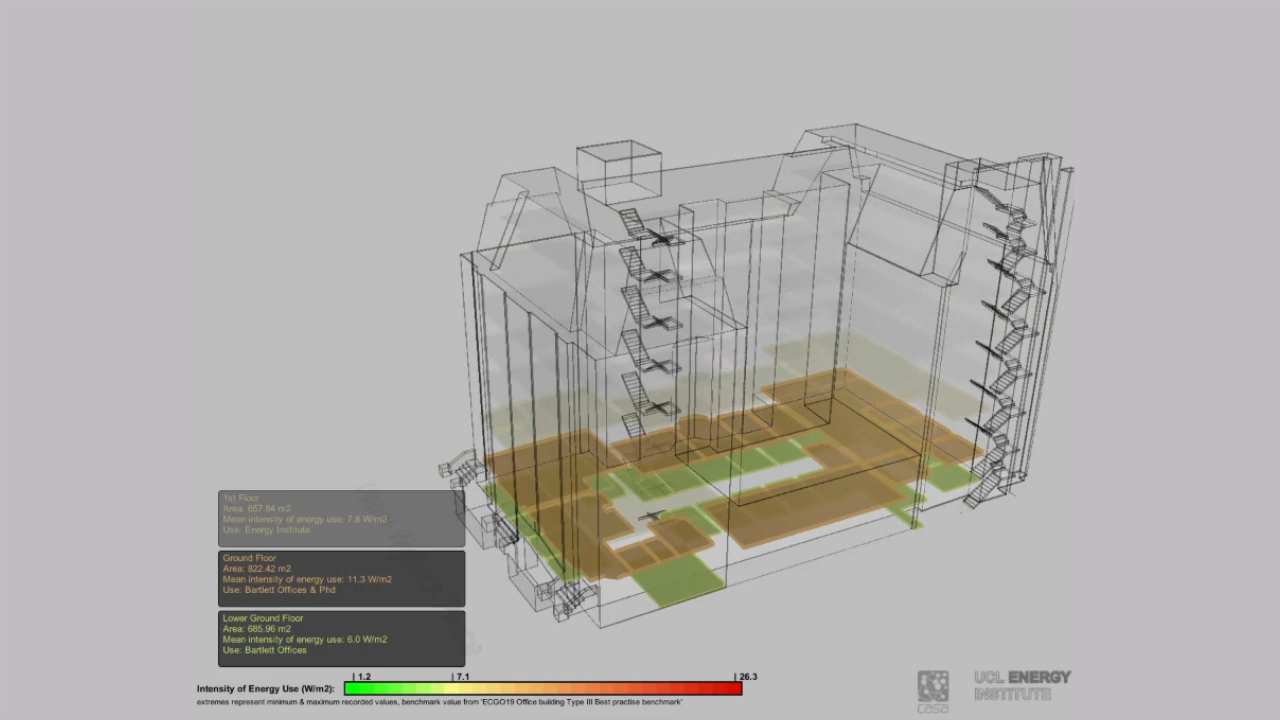 1st Floor
Area: 657.64 m2
Mean intensity of energy use: 7.8 W/m2
Use: Energy Institute
Ground Floor
Area: 822.42 m2
Mean intensity of energy use: 11.3 W/m2
Use: Bartlett Offices & Phd
Lower Ground Floor
Area: 685.96 m2
Mean intensity of energy use: 6.0 W/m2
Use: Bartlett Offices
| 1.2 | 7.1 | 26.3
Intensity of Energy Use (W/m2):
extremes represent minimum & maximum recorded values, benchmark value from 'ECGO19 Office building Type III Best practise benchmark'
casa
UCL ENERGY
INSTITUTE